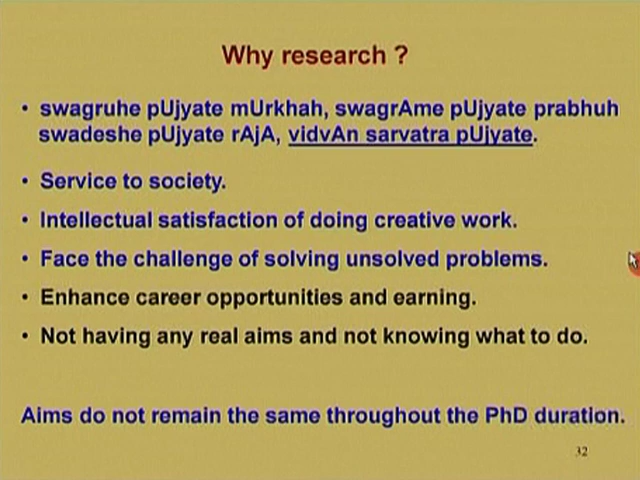 Why research ?
• swagruhe pUjyate mUrkhah, swagrAme pUjyate prabhuh
swadeshe pUjyate rAjA, vidvAn sarvatra pUjyate.
• Service to society.
• Intellectual satisfaction of doing creative work.
• Face the challenge of solving unsolved problems.
• Enhance career opportunities and earning.
• Not having any real aims and not knowing what to do.
Aims do not remain the same throughout the PhD duration.
32